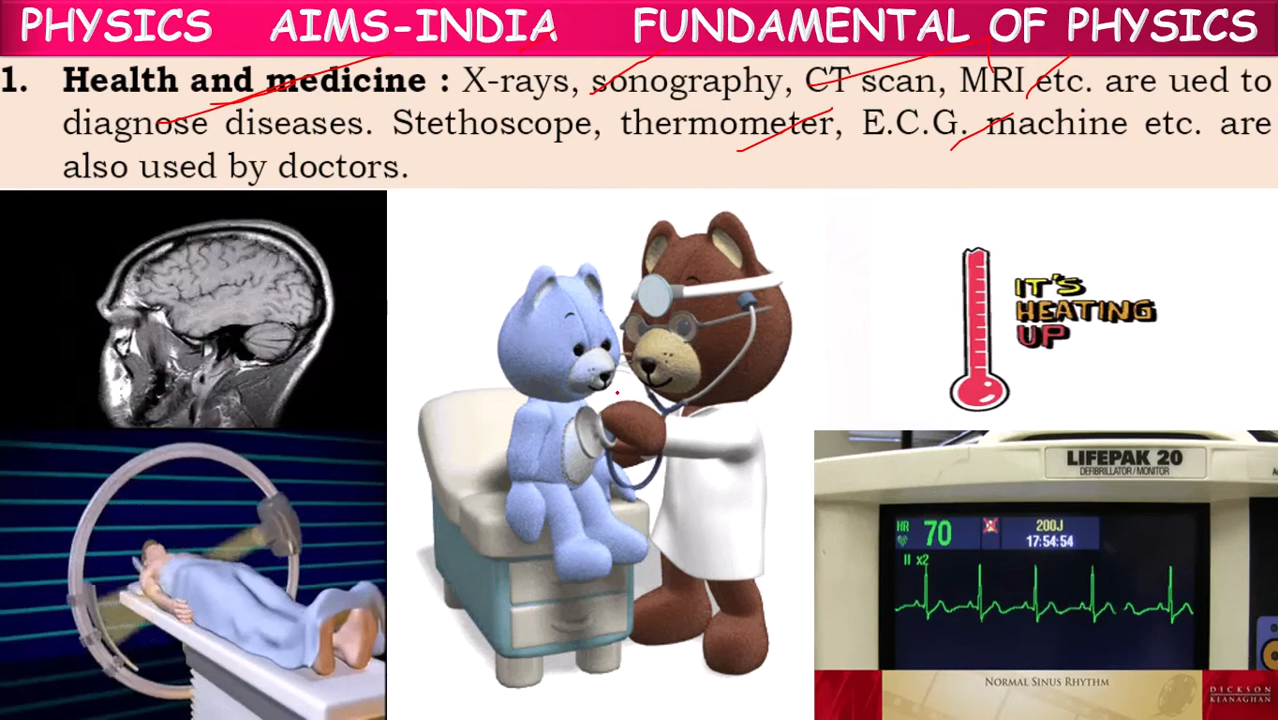 PHYSICS AIMS-INDIA FUNDAMENTAL OF PHYSICS
1. Health and medicine : X-rays, sonography, CT scan, MRI etc. are ued to
diagnose diseases. Stethoscope, thermometer, E.C.G. machine etc. are
also used by doctors.
IT'S
HEATING
UP
LIFEPAK 20
DEFIBRILLATOR/MONITOR
HR 70 200J
17:54:54
II x2
NORMAL SINUS RHYTHM
DICKSON
KEANAGHAN